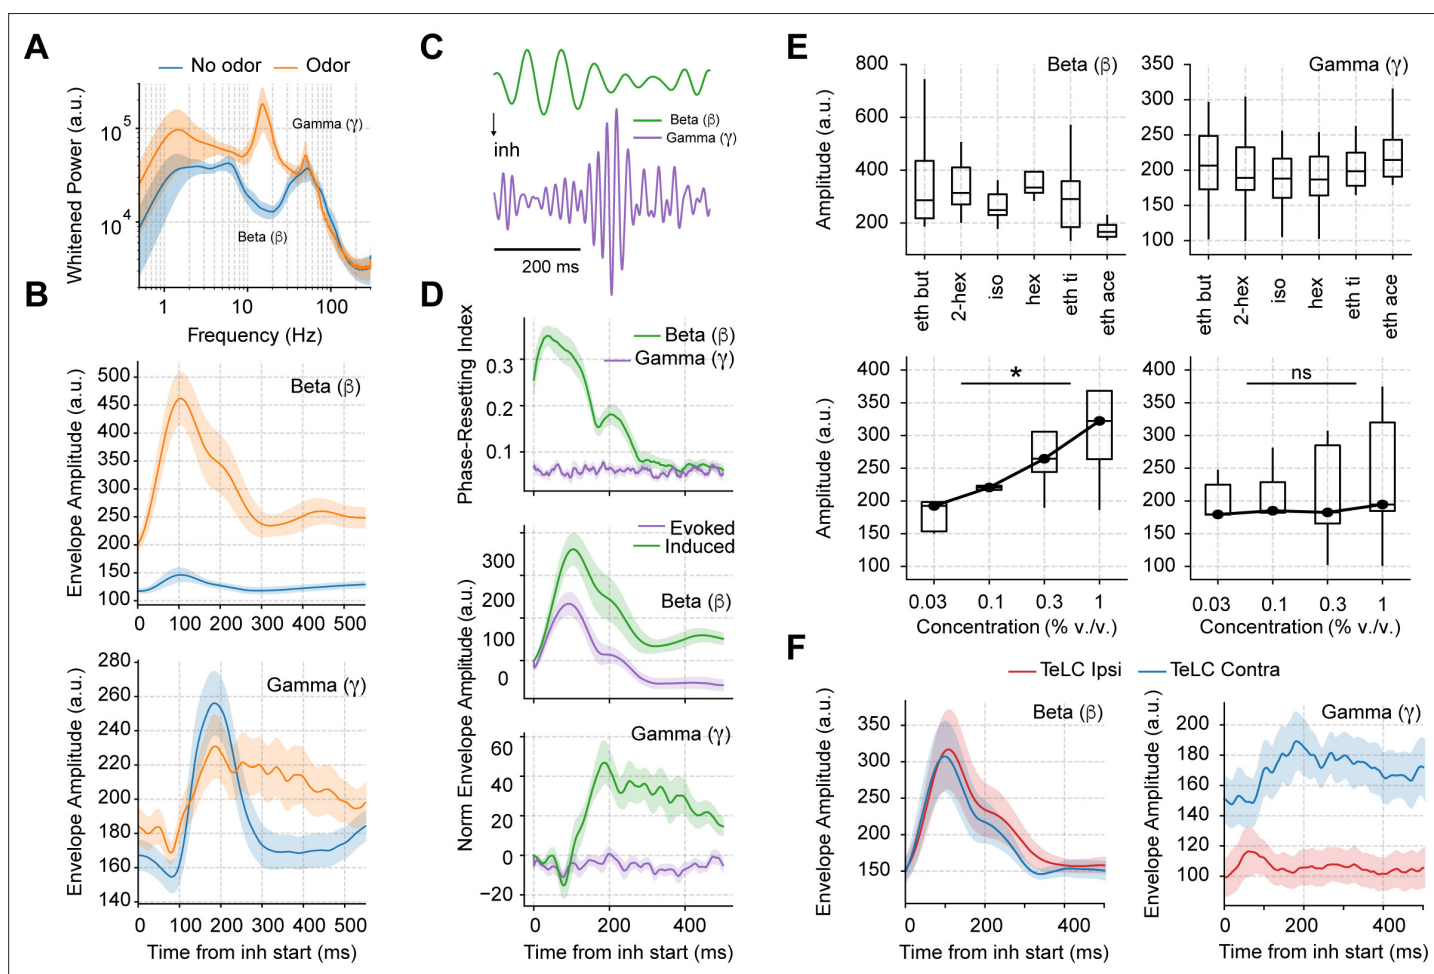 A
No odor
Odor
Whitened Power (a.u.)
10^5
10^4
Gamma (γ)
Beta (β)
1
10
100
Frequency (Hz)
B
Envelope Amplitude (a.u.)
500
450
400
350
300
250
200
150
100
Beta (β)
0 100 200 300 400 500
Envelope Amplitude (a.u.)
280
260
240
220
200
180
160
140
Gamma (γ)
0 100 200 300 400 500
Time from inh start (ms)
C
inh
Beta (β)
Gamma (γ)
200 ms
D
Phase-Resetting Index
0.3
0.2
0.1
Beta (β)
Gamma (γ)
Norm Envelope Amplitude (a.u.)
Evoked
Induced
300
200
100
0
Beta (β)
Gamma (γ)
60
40
20
0
−20
0 200 400
Time from inh start (ms)
E
Amplitude (a.u.)
800
600
400
200
Beta (β)
eth but
2-hex
iso
hex
eth ti
eth ace
350
300
250
200
150
100
Gamma (γ)
eth but
2-hex
iso
hex
eth ti
eth ace
Amplitude (a.u.)
400
350
300
250
200
150
100
*
0.03 0.1 0.3 1
Concentration (% v./v.)
400
350
300
250
200
150
100
ns
0.03 0.1 0.3 1
Concentration (% v./v.)
F
TeLC Ipsi
TeLC Contra
Envelope Amplitude (a.u.)
350
300
250
200
150
Beta (β)
0 200 400
Time from inh start (ms)
Envelope Amplitude (a.u.)
200
180
160
140
120
100
Gamma (γ)
0 200 400
Time from inh start (ms)